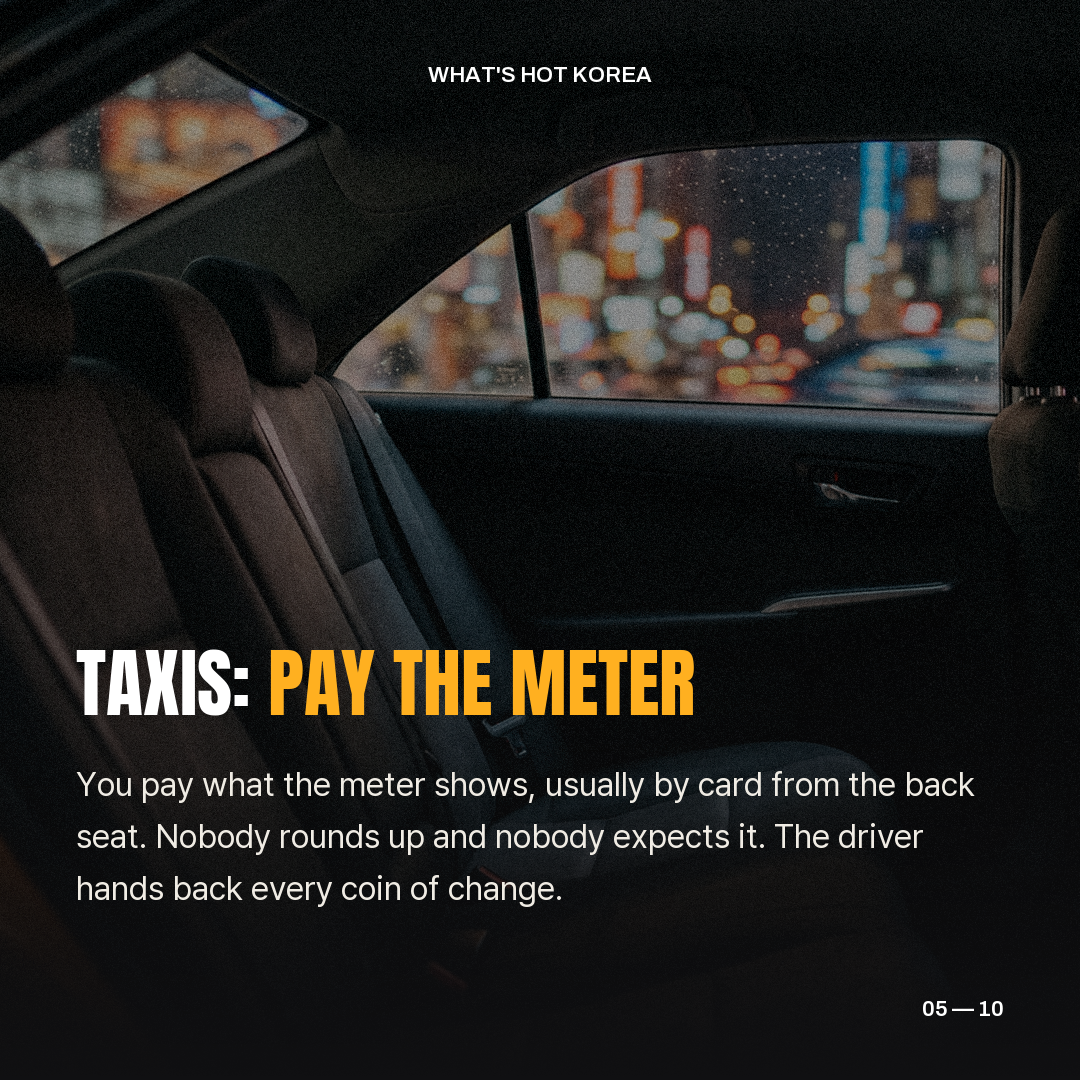 WHAT'S HOT KOREA
TAXIS: PAY THE METER
You pay what the meter shows, usually by card from the back
seat. Nobody rounds up and nobody expects it. The driver
hands back every coin of change.
05 — 10